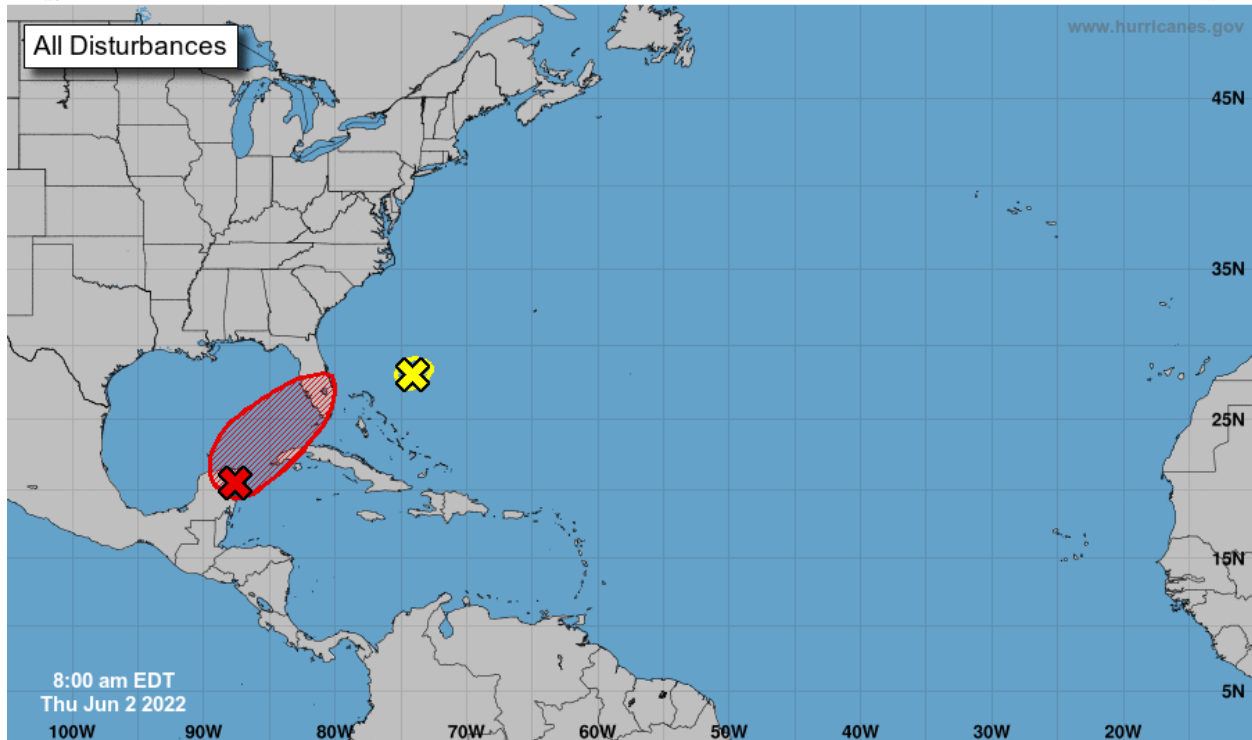 All Disturbances
www.hurricanes.gov
45N
35N
25N
15N
5N
8:00 am EDT
Thu Jun 2 2022
100W 90W 80W 70W 60W 50W 40W 30W 20W